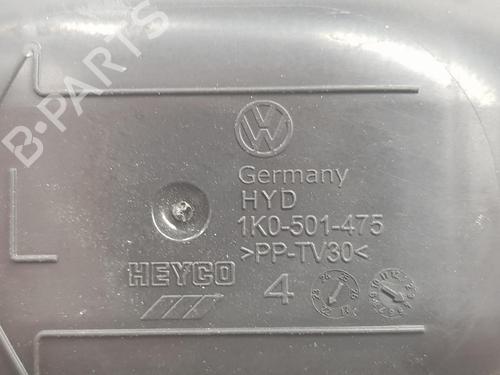 B-PARTS
Germany
HYD
1K0-501-475
>PP-TV30<
HEYCO
4